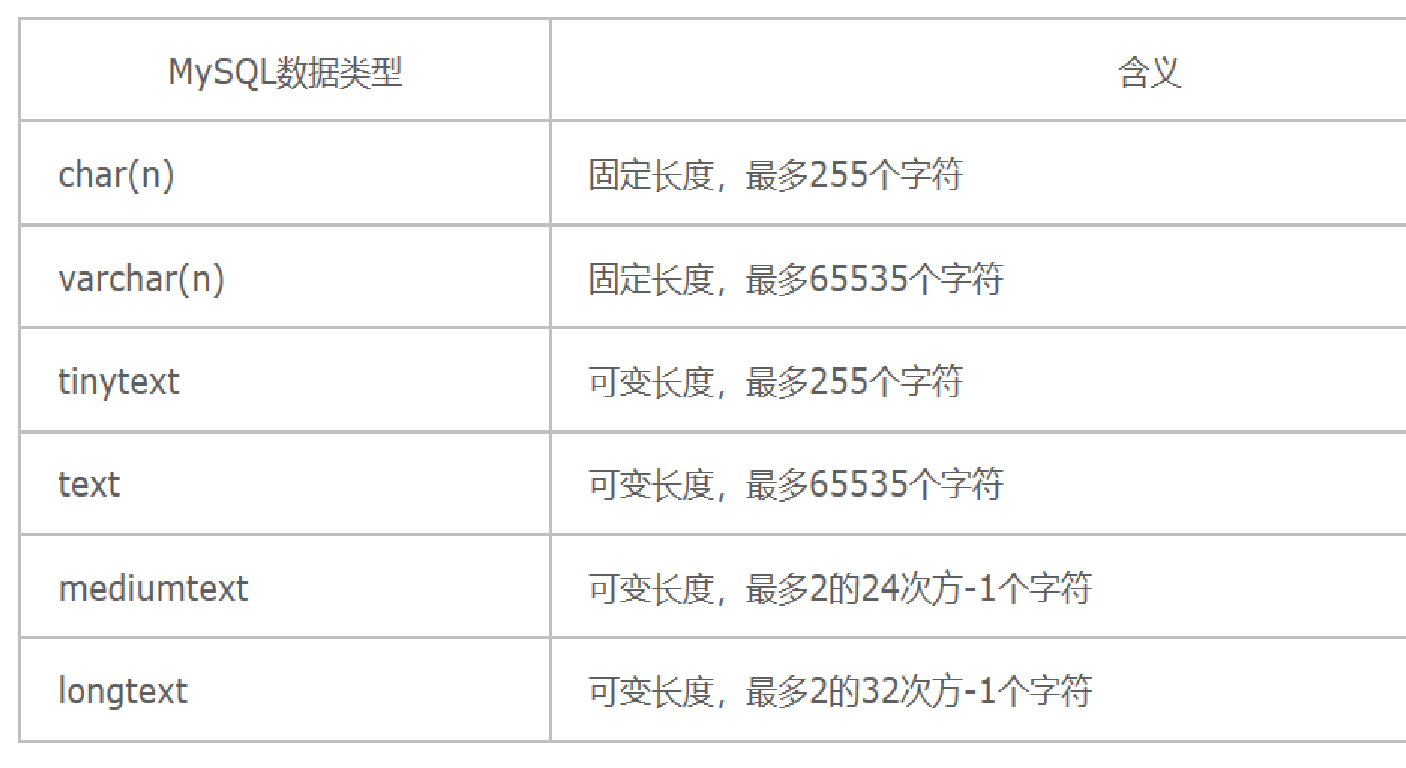 MySQL数据类型 含义
char(n) 固定长度，最多255个字符
varchar(n) 固定长度，最多65535个字符
tinytext 可变长度，最多255个字符
text 可变长度，最多65535个字符
mediumtext 可变长度，最多2的24次方-1个字符
longtext 可变长度，最多2的32次方-1个字符